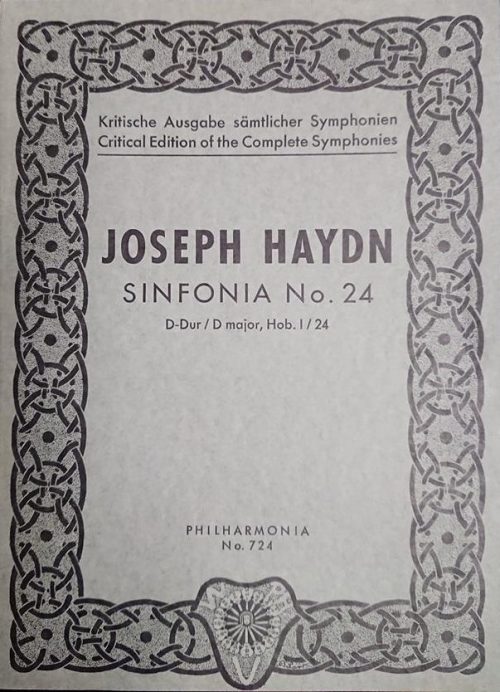 Kritische Ausgabe sämtlicher Symphonien
Critical Edition of the Complete Symphonies
JOSEPH HAYDN
SINFONIA No. 24
D-Dur / D major, Hob. I / 24
PHILHARMONIA
No. 724